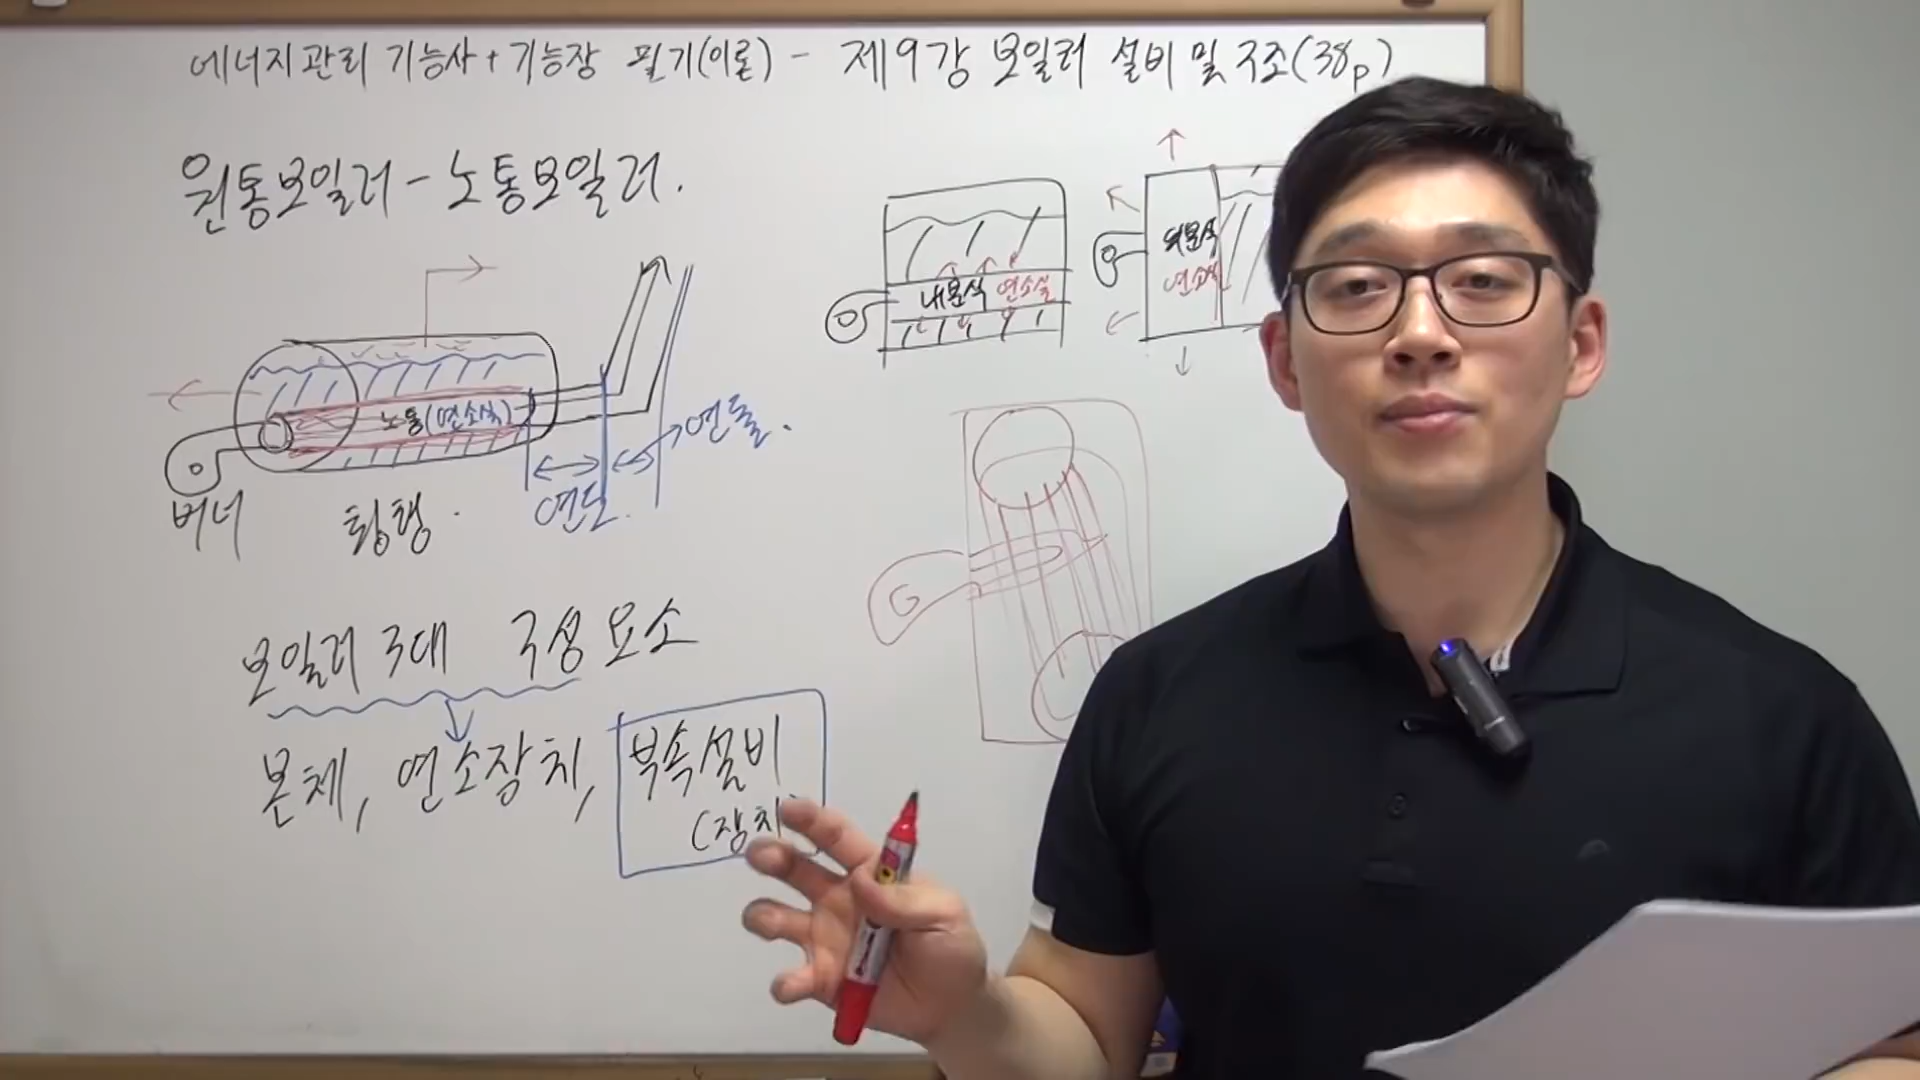 에너지관리 기능사+기능장 필기(이론) - 제9강 보일러 설비 및 구조(38p)
원통보일러 - 노통보일러.
내분식 연소실
외분식
연소실
노통(연소실)
연돌.
버너
횡형.
연도.
보일러 3대 구성요소
본체, 연소장치, 부속설비
(장치)